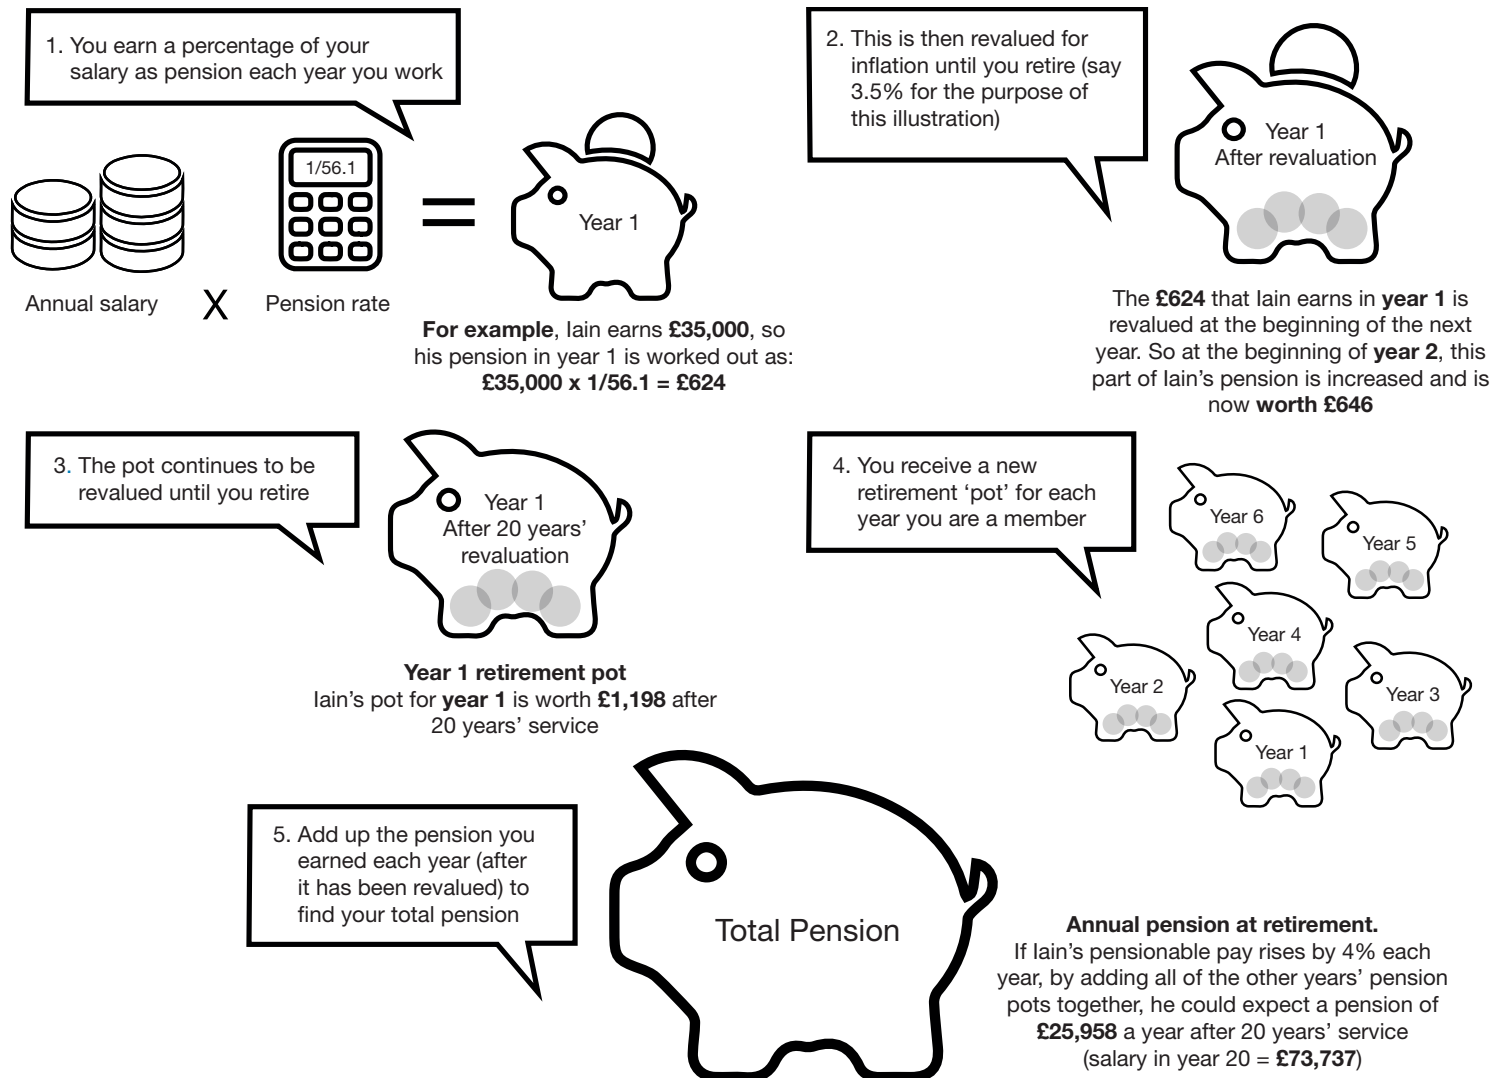 1. You earn a percentage of your
salary as pension each year you work
1/56.1
Annual salary X Pension rate
=
Year 1
For example, Iain earns £35,000, so
his pension in year 1 is worked out as:
£35,000 x 1/56.1 = £624
2. This is then revalued for
inflation until you retire (say
3.5% for the purpose of
this illustration)
Year 1
After revaluation
The £624 that Iain earns in year 1 is
revalued at the beginning of the next
year. So at the beginning of year 2, this
part of Iain’s pension is increased and is
now worth £646
3. The pot continues to be
revalued until you retire
Year 1
After 20 years’
revaluation
Year 1 retirement pot
Iain’s pot for year 1 is worth £1,198 after
20 years’ service
4. You receive a new
retirement ‘pot’ for each
year you are a member
Year 6
Year 5
Year 4
Year 2
Year 3
Year 1
5. Add up the pension you
earned each year (after
it has been revalued) to
find your total pension
Total Pension
Annual pension at retirement.
If Iain’s pensionable pay rises by 4% each
year, by adding all of the other years’ pension
pots together, he could expect a pension of
£25,958 a year after 20 years’ service
(salary in year 20 = £73,737)